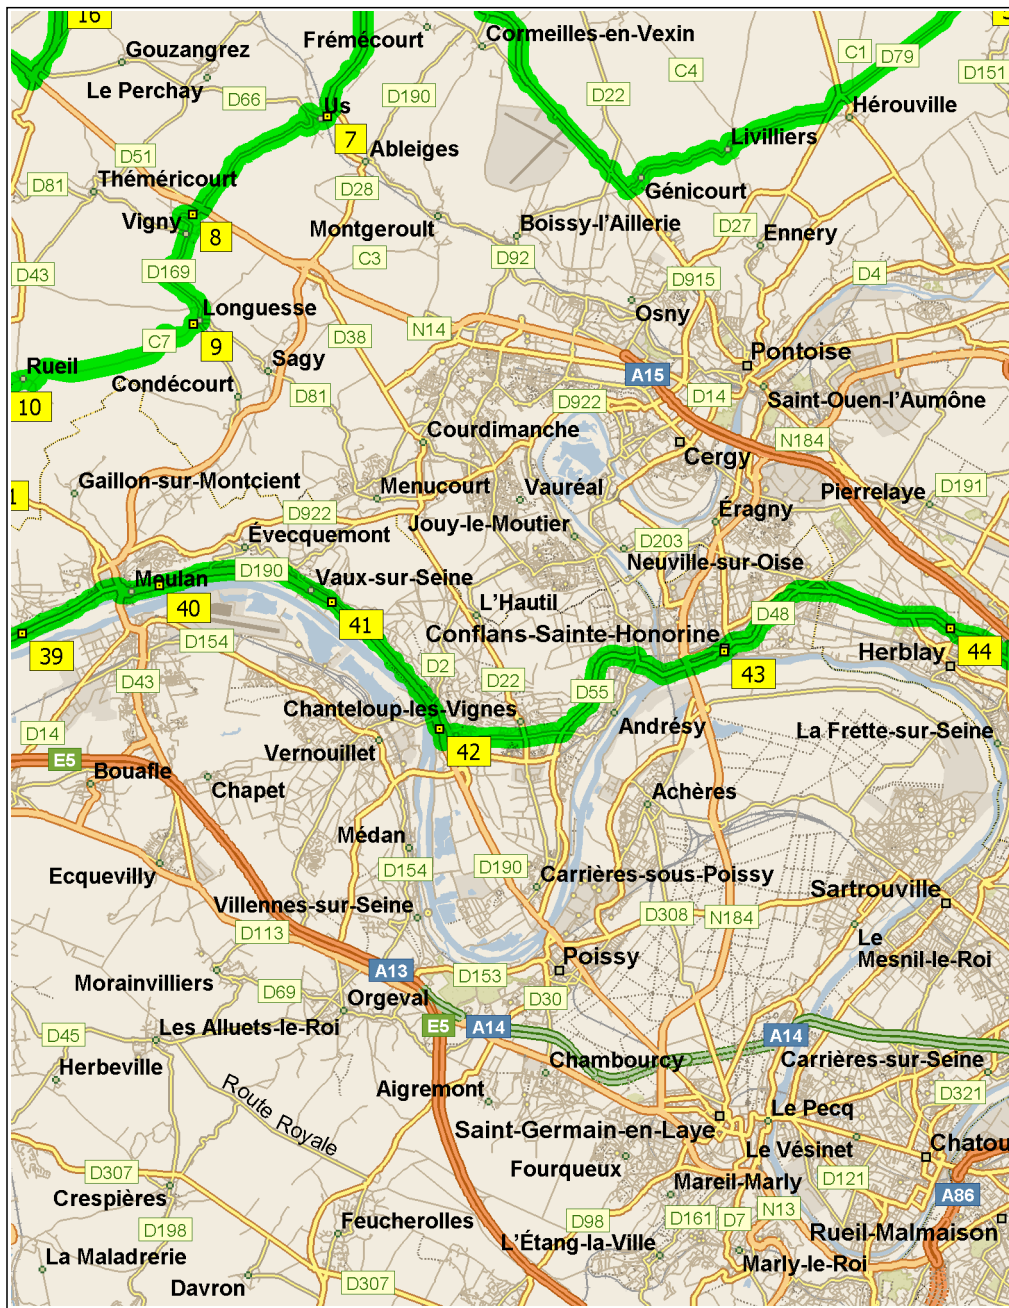 16
Gouzangrez
Frémécourt
Cormeilles-en-Vexin
C1
D79
D151
Le Perchay
D66
D190
C4
D22
Hérouville
Us
7
Ableiges
Livilliers
D51
D81
Théméricourt
D28
Génicourt
Vigny
8
Montgeroult
Boissy-l'Aillerie
D27
Ennery
D43
D169
C3
D92
D915
D4
Longuesse
Osny
C7
9
D38
N14
Rueil
Sagy
Pontoise
A15
10
Condécourt
D81
D922
D14
Saint-Ouen-l'Aumône
Courdimanche
N184
Cergy
Gaillon-sur-Montcient
Menucourt
Vauréal
Pierrelaye
D191
1
D922
Évecquemont
Jouy-le-Moutier
Éragny
D203
Neuville-sur-Oise
Meulan
D190
Vaux-sur-Seine
40
L'Hautil
D48
41
Conflans-Sainte-Honorine
39
D154
D2
43
Herblay
44
D43
D22
D55
Chanteloup-les-Vignes
Andrésy
D14
La Frette-sur-Seine
E5
Vernouillet
42
Bouafle
Chapet
Achères
Médan
D154
D190
Carrières-sous-Poissy
Ecquevilly
Sartrouville
Villennes-sur-Seine
D308
N184
D113
Le
Mesnil-le-Roi
Poissy
A13
D153
Morainvilliers
D69
Orgeval
D30
Les Alluets-le-Roi
E5
A14
A14
D45
Herbeville
Chambourcy
Carrières-sur-Seine
Aigremont
D321
Route Royale
Le Pecq
Saint-Germain-en-Laye
Le Vésinet
Chatou
D307
Fourqueux
Mareil-Marly
D121
Crespières
A86
D198
Feucherolles
D98
D161
D7
N13
Rueil-Malmaison
L'Étang-la-Ville
La Maladrerie
Marly-le-Roi
Davron
D307